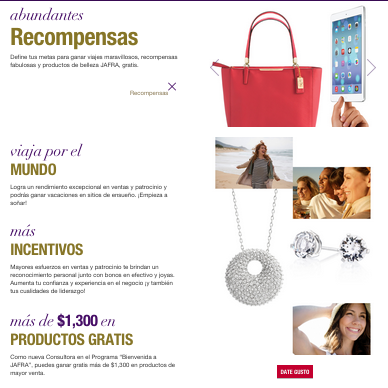 abundantes
Recompensas
Define tus metas para ganar viajes maravillosos, recompensas
fabulosas y productos de belleza JAFRA, gratis.
Recompensas
viaja por el
MUNDO
Logra un rendimiento excepcional en ventas y patrocinio y
podrás ganar vacaciones en sitios de ensueño. ¡Empieza a
soñar!
más
INCENTIVOS
Mayores esfuerzos en ventas y patrocinio te brindan un
reconocimiento personal junto con bonos en efectivo y joyas.
Aumenta tu confianza y experiencia en el negocio ¡y también
tus cualidades de liderazgo!
más de $1,300 en
PRODUCTOS GRATIS
Como nueva Consultora en el Programa "Bienvenida a
JAFRA", puedes ganar gratis más de $1,300 en productos de
mayor venta.
DATE GUSTO